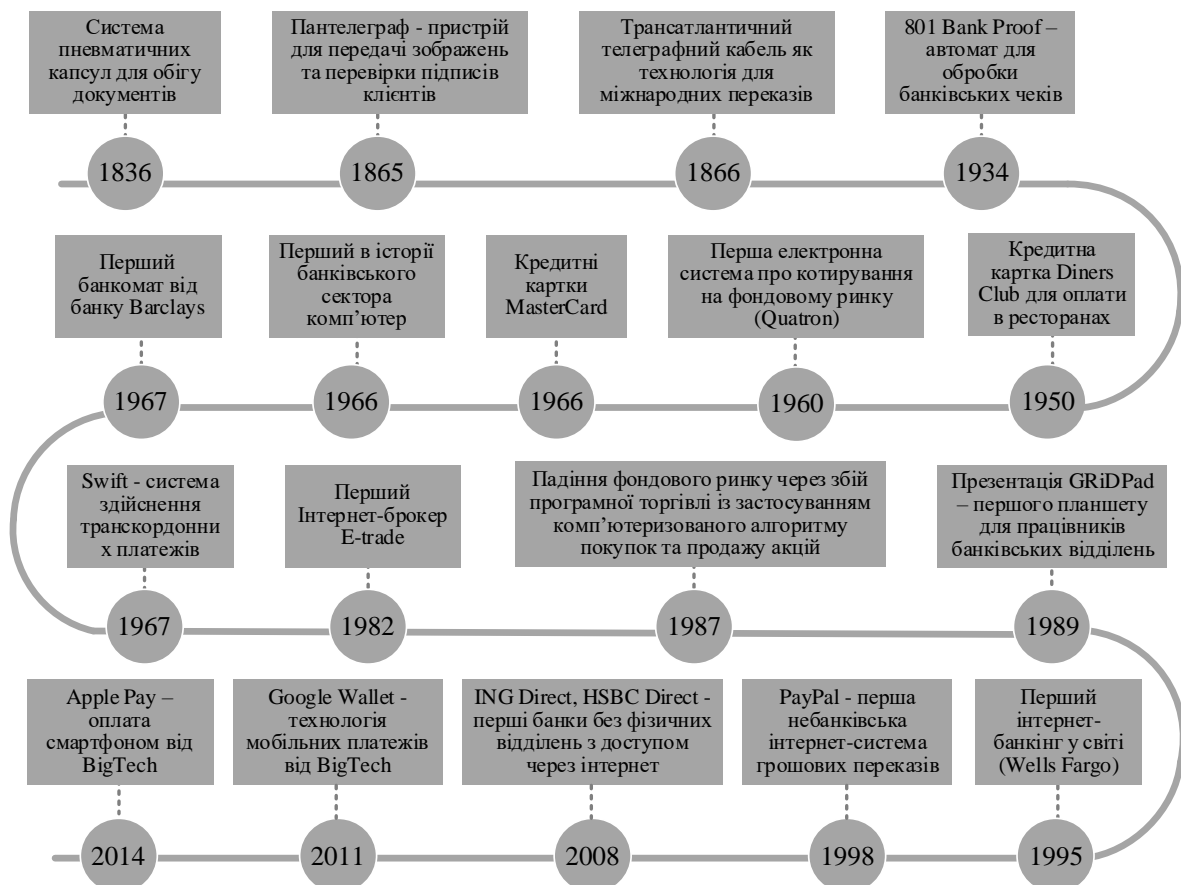 Система
пневматичних
капсул для обігу
документів
Пантелеграф - пристрій
для передачі зображень
та перевірки підписів
клієнтів
Трансатлантичний
телеграфний кабель як
технологія для
міжнародних переказів
801 Bank Proof –
автомат для
обробки
банківських чеків
1836
1865
1866
1934
Перший
банкомат від
банку Barclays
Перший в історії
банківського
сектора
комп’ютер
Кредитні
картки
MasterCard
Перша електронна
система про котирування
на фондовому ринку
(Quatron)
Кредитна
картка Diners
Club для оплати
в ресторанах
1967
1966
1966
1960
1950
Swift - система
здійснення
транскордонни
х платежів
Перший
Інтернет-брокер
E-trade
Падіння фондового ринку через збій
програмної торгівлі із застосуванням
комп’ютеризованого алгоритму
покупок та продажу акцій
Презентація GRiDPad
– першого планшету
для працівників
банківських відділень
1967
1982
1987
1989
Apple Pay –
оплата
смартфоном від
BigTech
Google Wallet -
технологія
мобільних платежів
від BigTech
ING Direct, HSBC Direct -
перші банки без фізичних
відділень з доступом
через інтернет
PayPal - перша
небанківська
інтернет-система
грошових переказів
Перший
інтернет-
банкінг у світі
(Wells Fargo)
2014
2011
2008
1998
1995